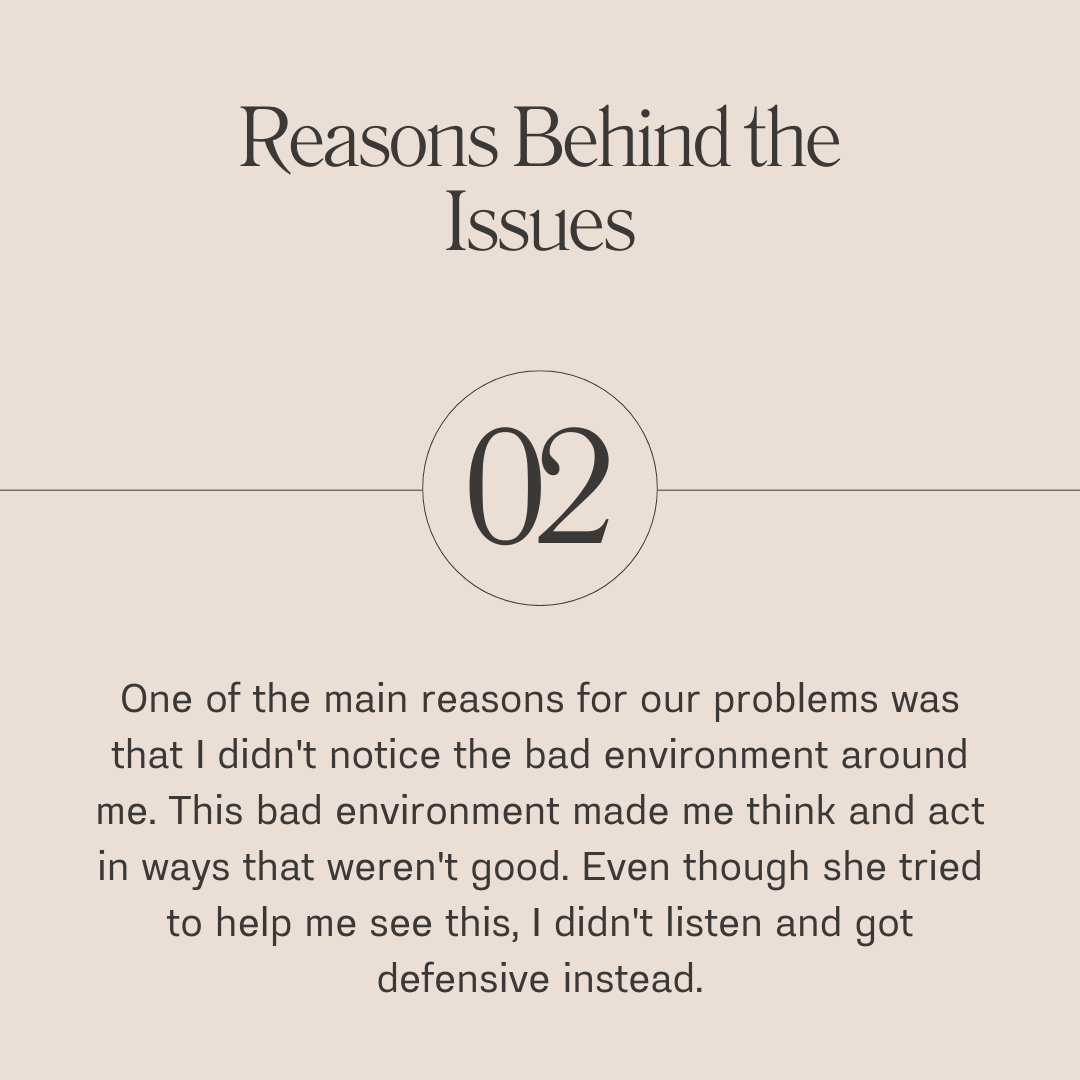 Reasons Behind the
Issues
02
One of the main reasons for our problems was
that I didn't notice the bad environment around
me. This bad environment made me think and act
in ways that weren't good. Even though she tried
to help me see this, I didn't listen and got
defensive instead.